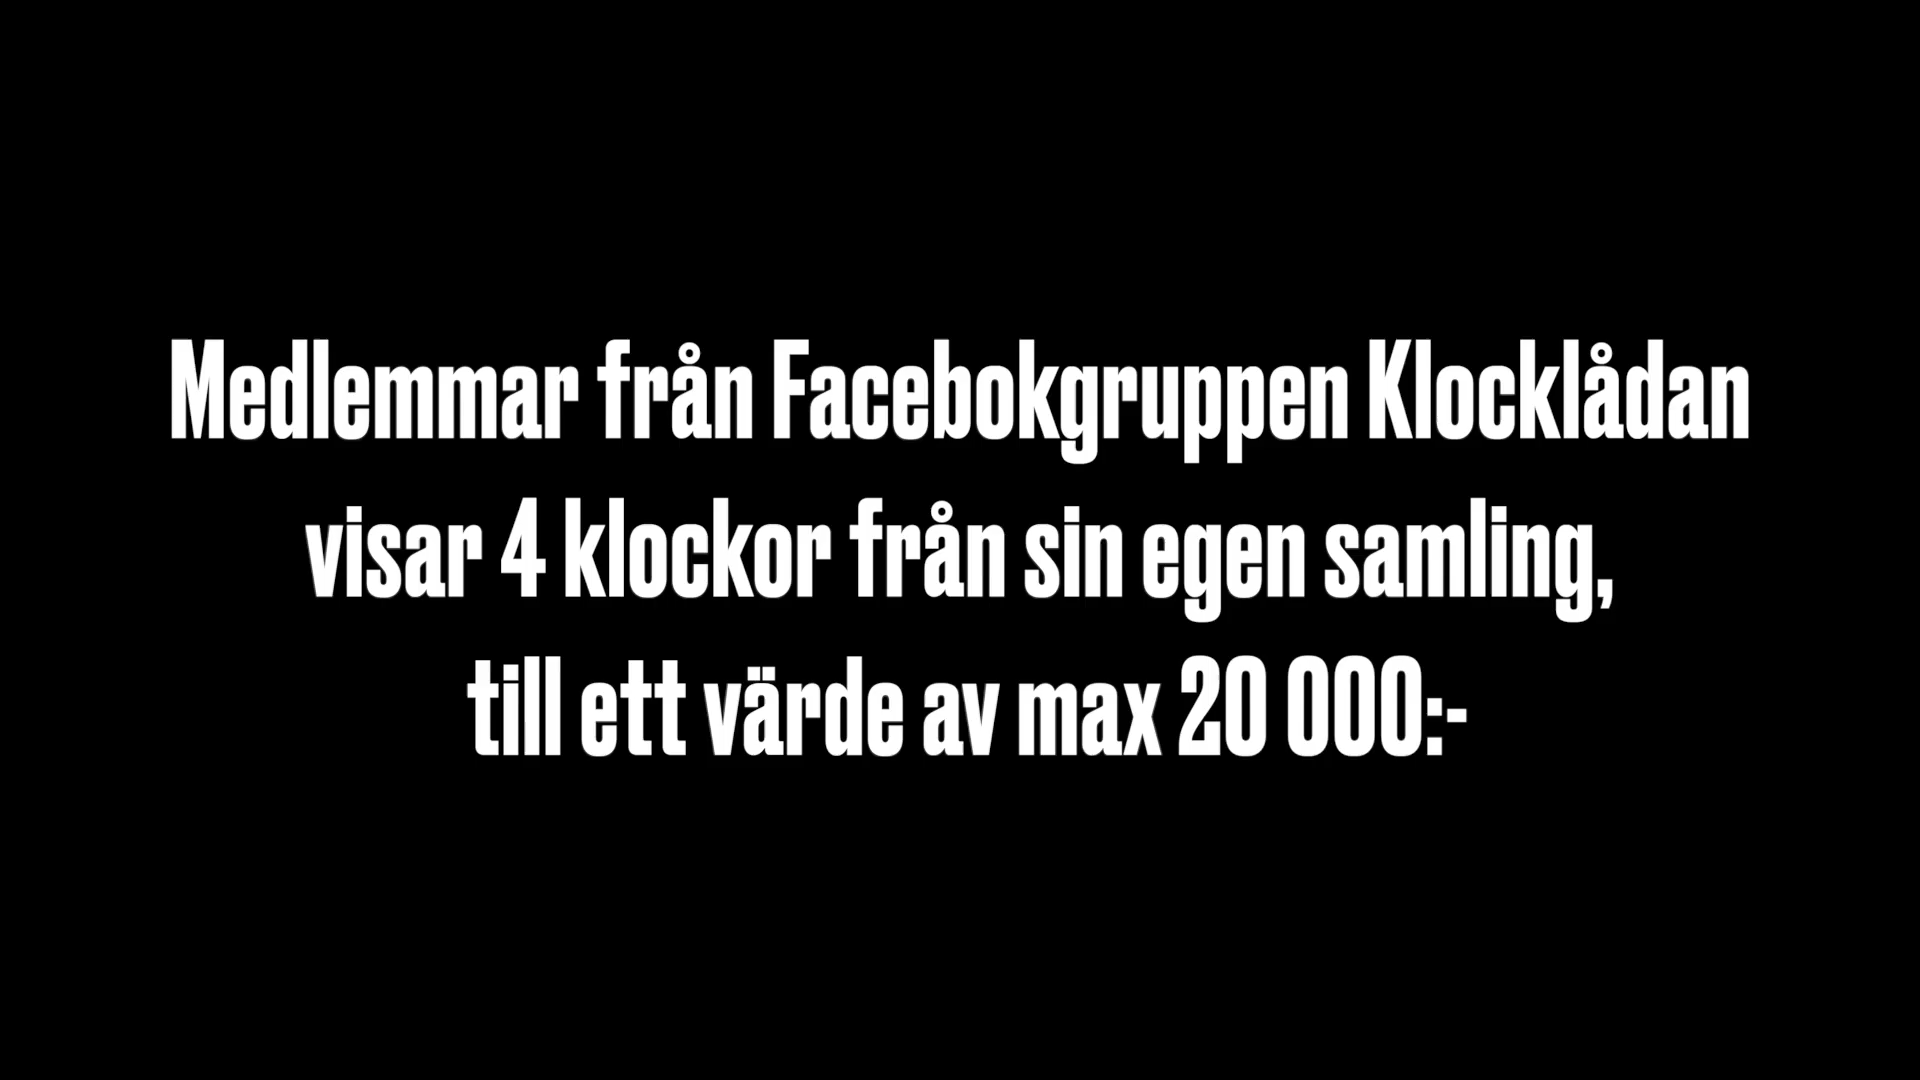 Medlemmar från Facebokgruppen Klocklådan
visar 4 klockor från sin egen samling,
till ett värde av max 20 000:-